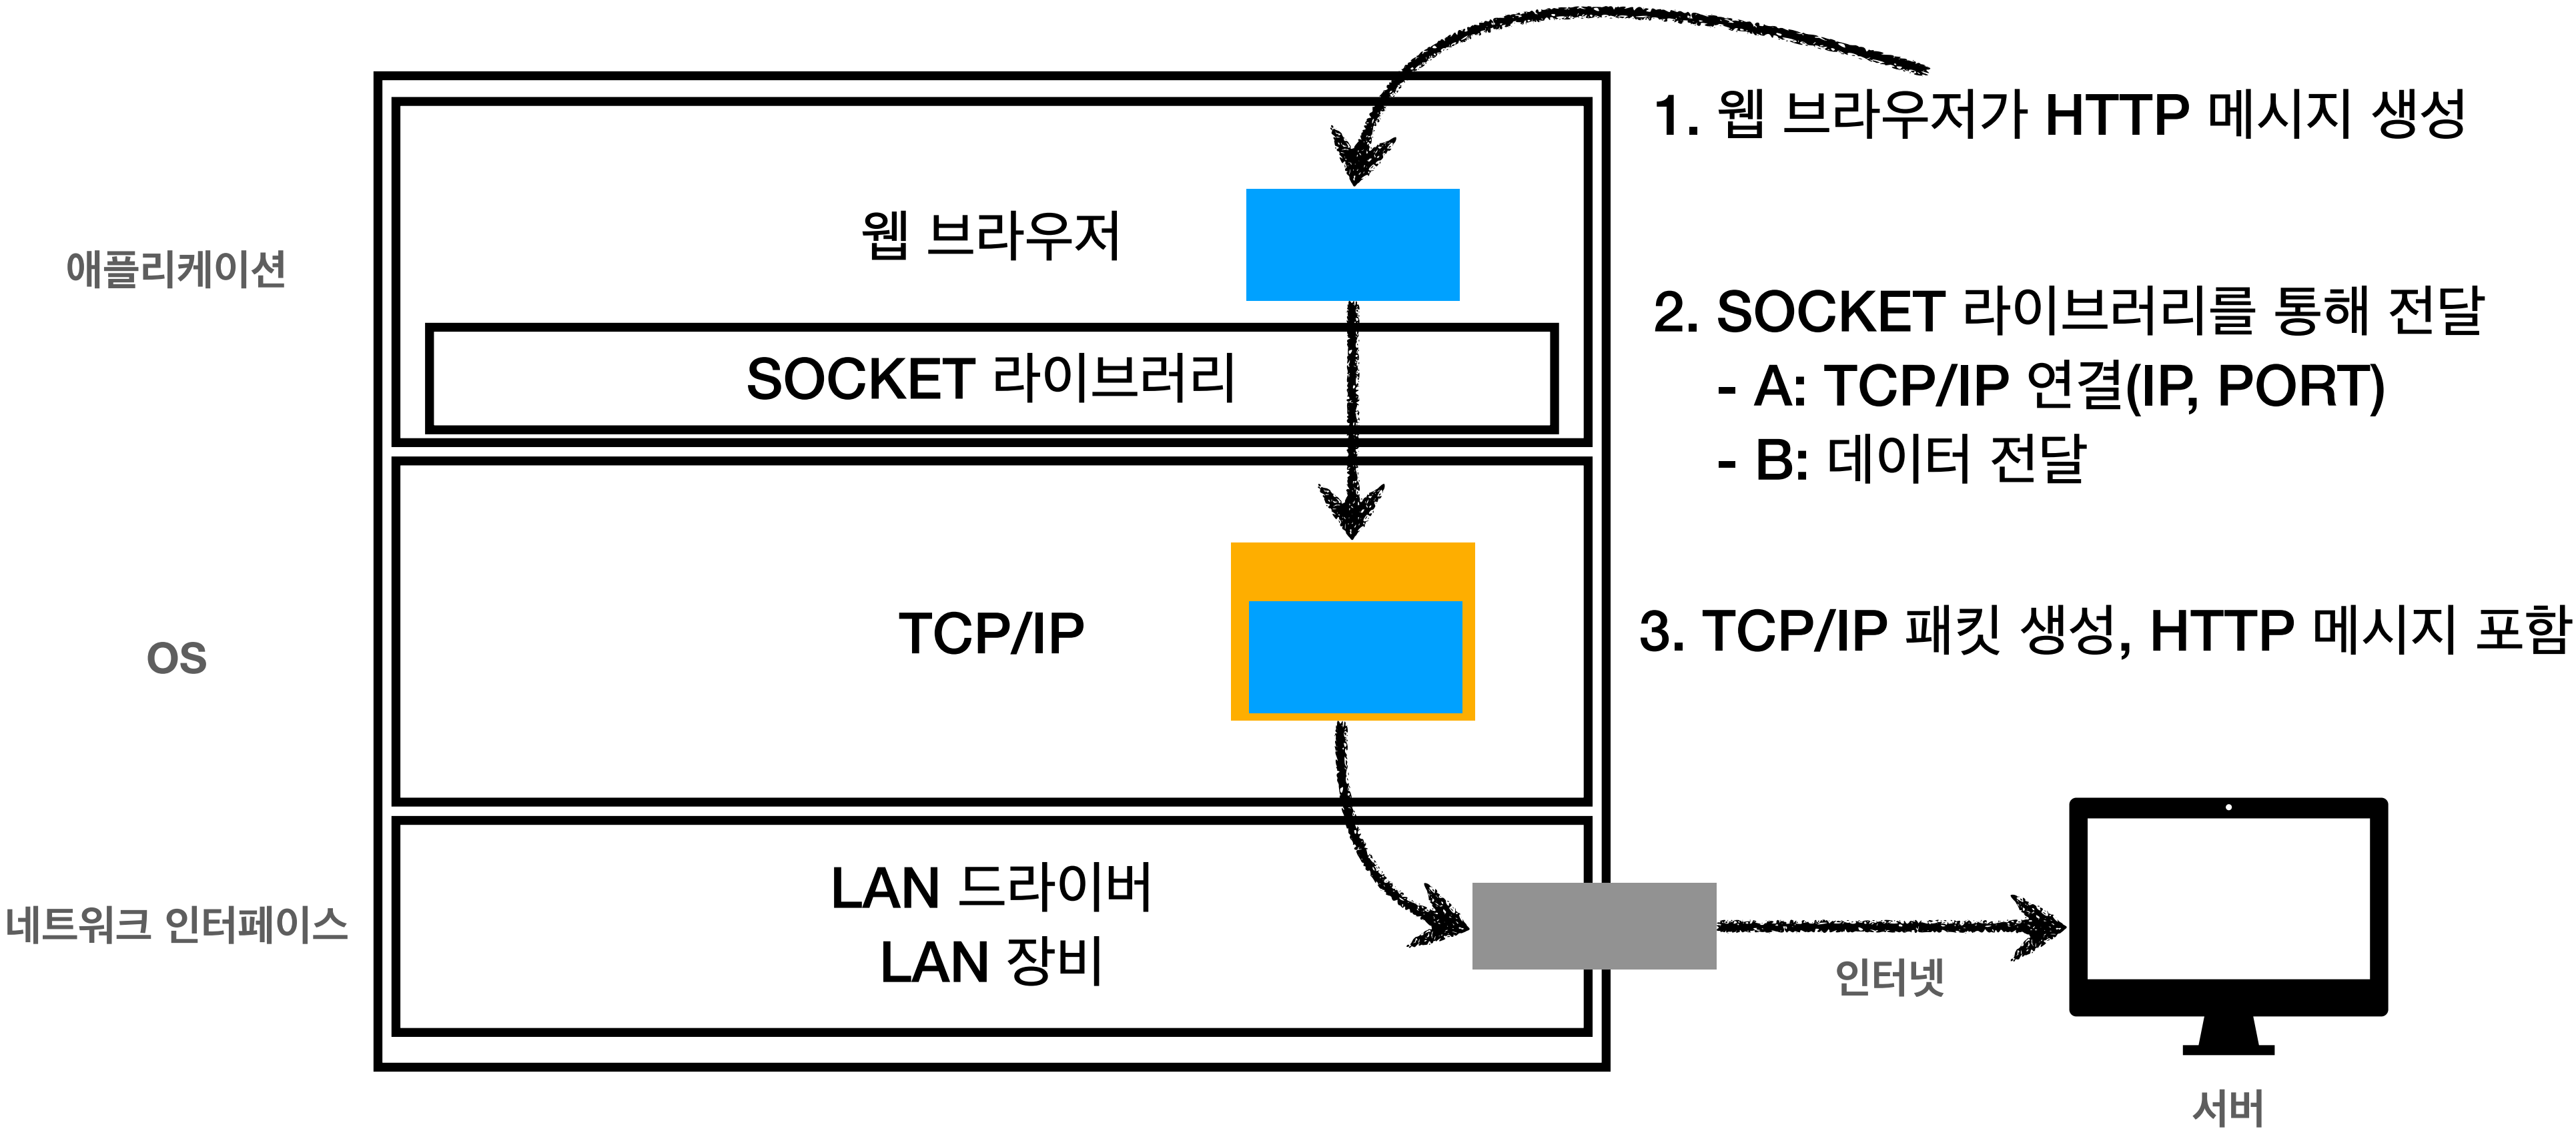 1. 웹 브라우저가 HTTP 메시지 생성
애플리케이션
웹 브라우저
SOCKET 라이브러리
2. SOCKET 라이브러리를 통해 전달
- A: TCP/IP 연결(IP, PORT)
- B: 데이터 전달
OS
TCP/IP
3. TCP/IP 패킷 생성, HTTP 메시지 포함
네트워크 인터페이스
LAN 드라이버
LAN 장비
인터넷
서버